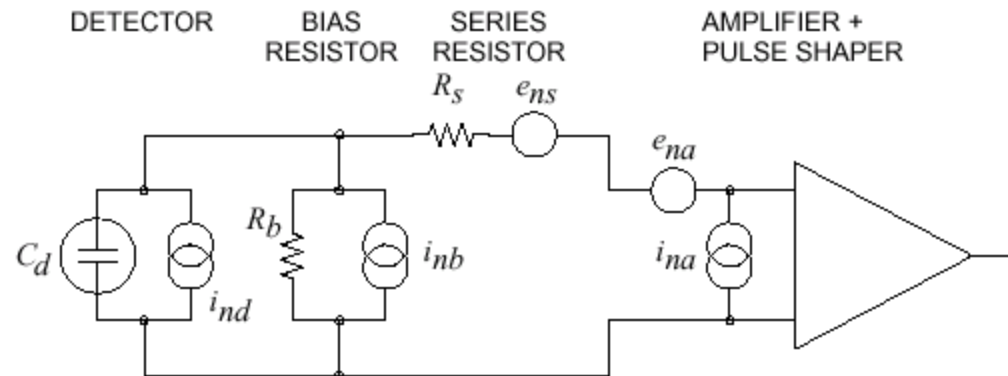 DETECTOR
BIAS
RESISTOR
SERIES
RESISTOR
AMPLIFIER +
PULSE SHAPER
Rs
ens
ena
Cd
ind
Rb
inb
ina